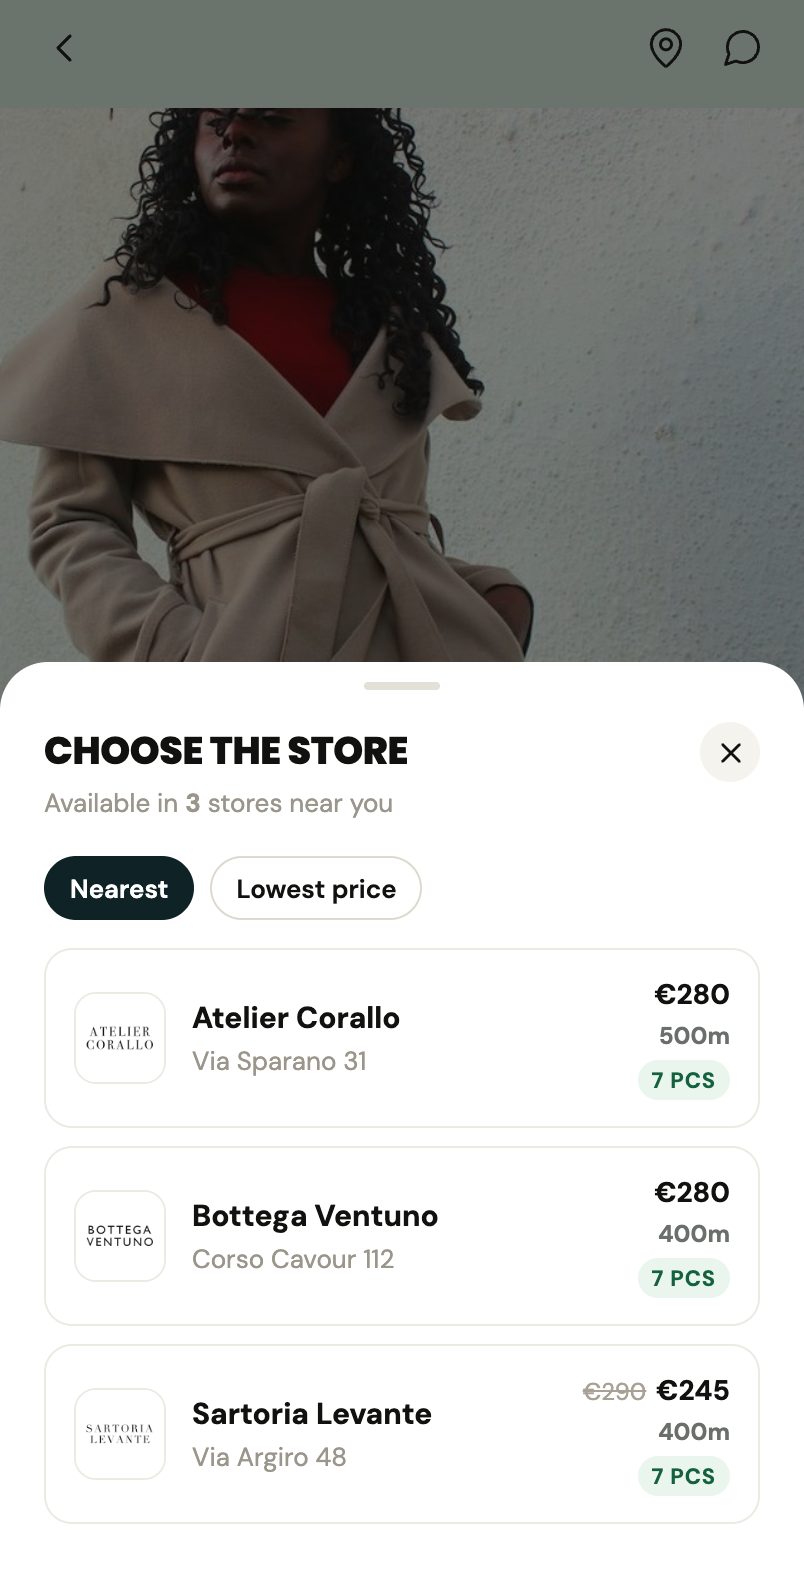 CHOOSE THE STORE
Available in 3 stores near you
Nearest
Lowest price
ATELIER
CORALLO
Atelier Corallo
Via Sparano 31
€280
500m
7 PCS
BOTTEGA
VENTUNO
Bottega Ventuno
Corso Cavour 112
€280
400m
7 PCS
SARTORIA
LEVANTE
Sartoria Levante
Via Argiro 48
€290 €245
400m
7 PCS